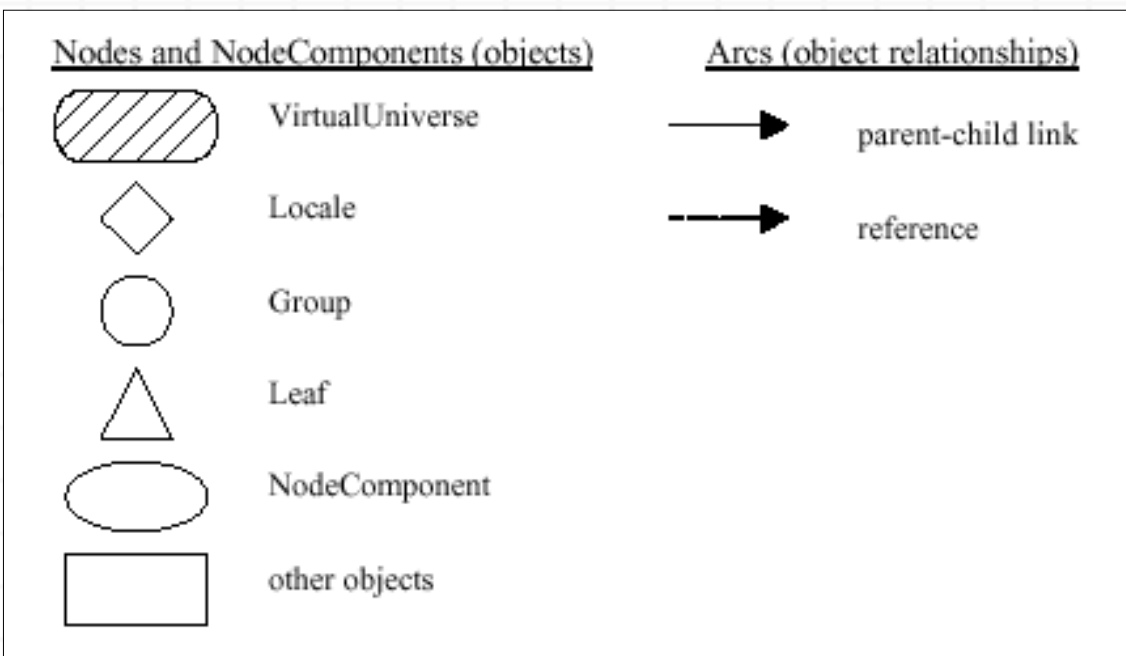 Nodes and NodeComponents (objects)
VirtualUniverse
Locale
Group
Leaf
NodeComponent
other objects
Arcs (object relationships)
parent-child link
reference